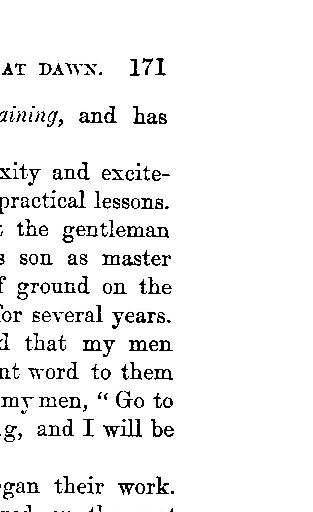 AT DAWN. 171
aining, and has
xity and excite-
practical lessons.
the gentleman
s son as master
f ground on the
for several years.
d that my men
nt word to them
my men, “ Go to
g, and I will be
gan their work.